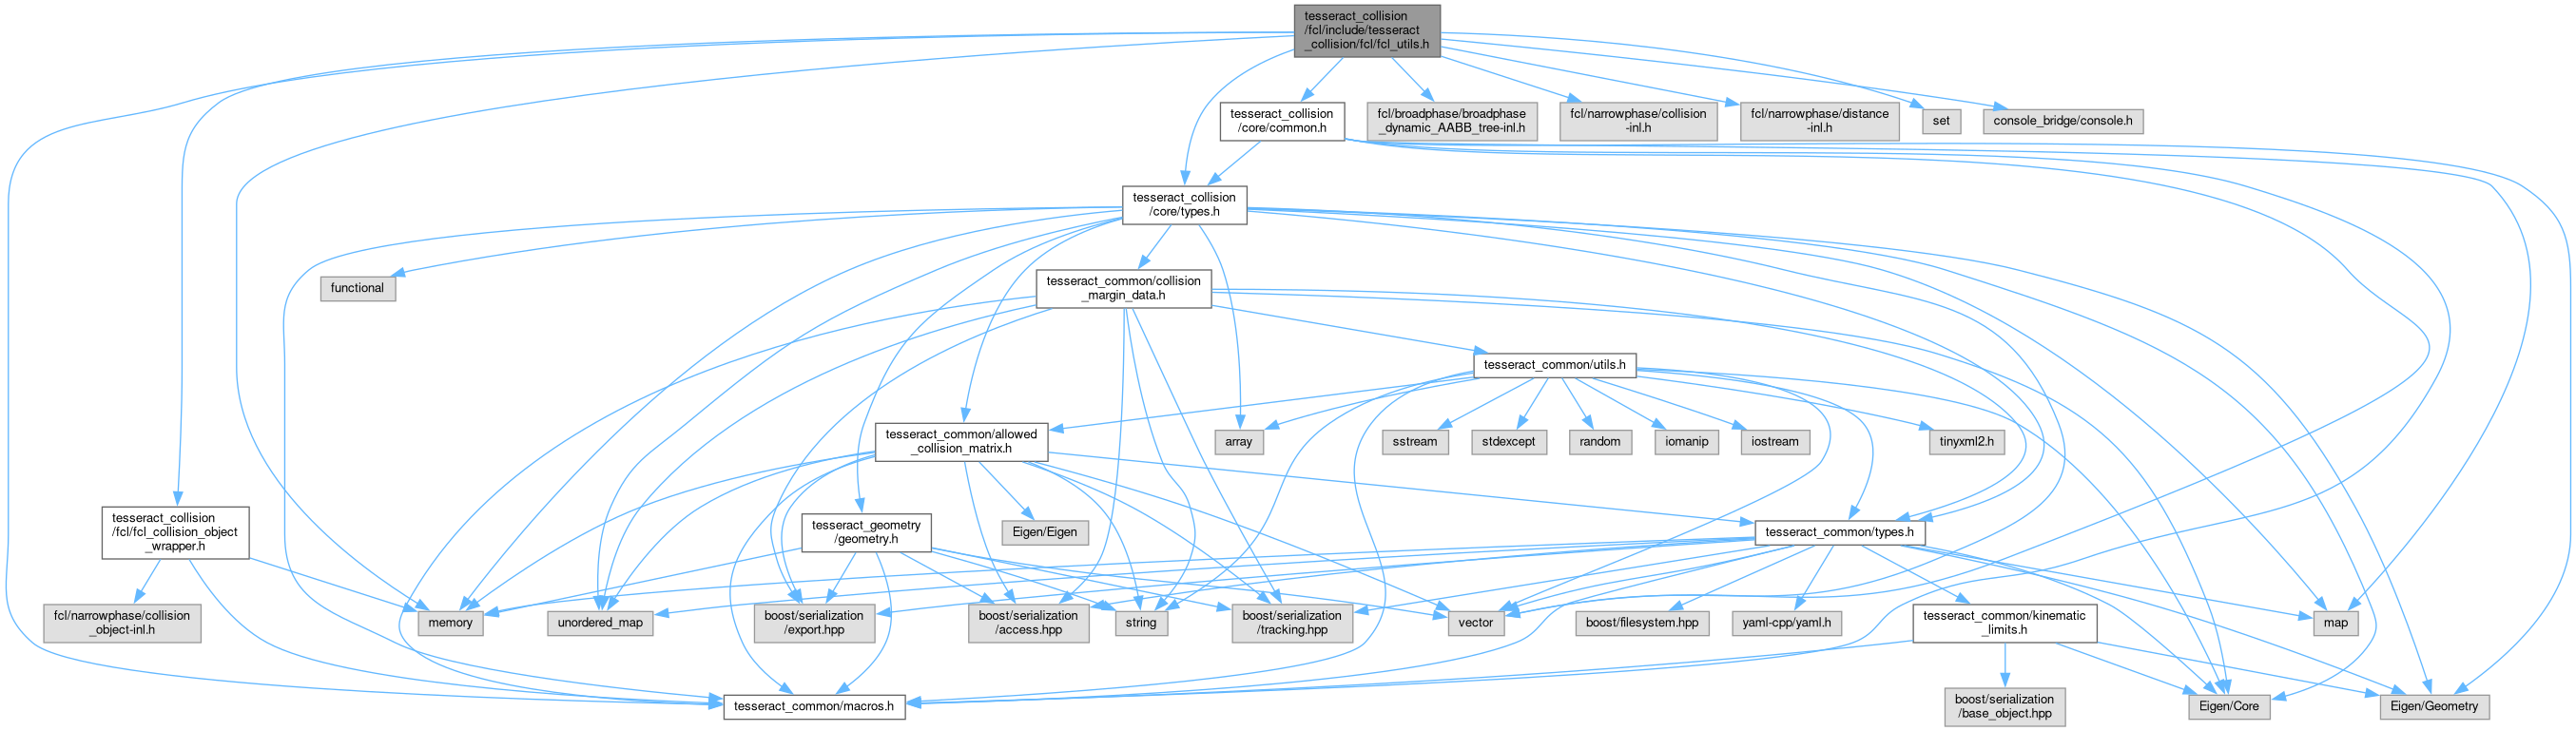 tesseract_collision
/fcl/include/tesseract
_collision/fcl/fcl_utils.h
tesseract_collision
/core/common.h
fcl/broadphase/broadphase
_dynamic_AABB_tree-inl.h
fcl/narrowphase/collision
-inl.h
fcl/narrowphase/distance
-inl.h
set
console_bridge/console.h
tesseract_collision
/core/types.h
functional
tesseract_common/collision
_margin_data.h
tesseract_common/utils.h
tesseract_common/allowed
_collision_matrix.h
array
sstream
stdexcept
random
iomanip
iostream
tinyxml2.h
tesseract_collision
/fcl/fcl_collision_object
_wrapper.h
tesseract_geometry
/geometry.h
Eigen/Eigen
tesseract_common/types.h
fcl/narrowphase/collision
_object-inl.h
memory
unordered_map
boost/serialization
/export.hpp
boost/serialization
/access.hpp
string
boost/serialization
/tracking.hpp
vector
boost/filesystem.hpp
yaml-cpp/yaml.h
tesseract_common/kinematic
_limits.h
map
tesseract_common/macros.h
boost/serialization
/base_object.hpp
Eigen/Core
Eigen/Geometry